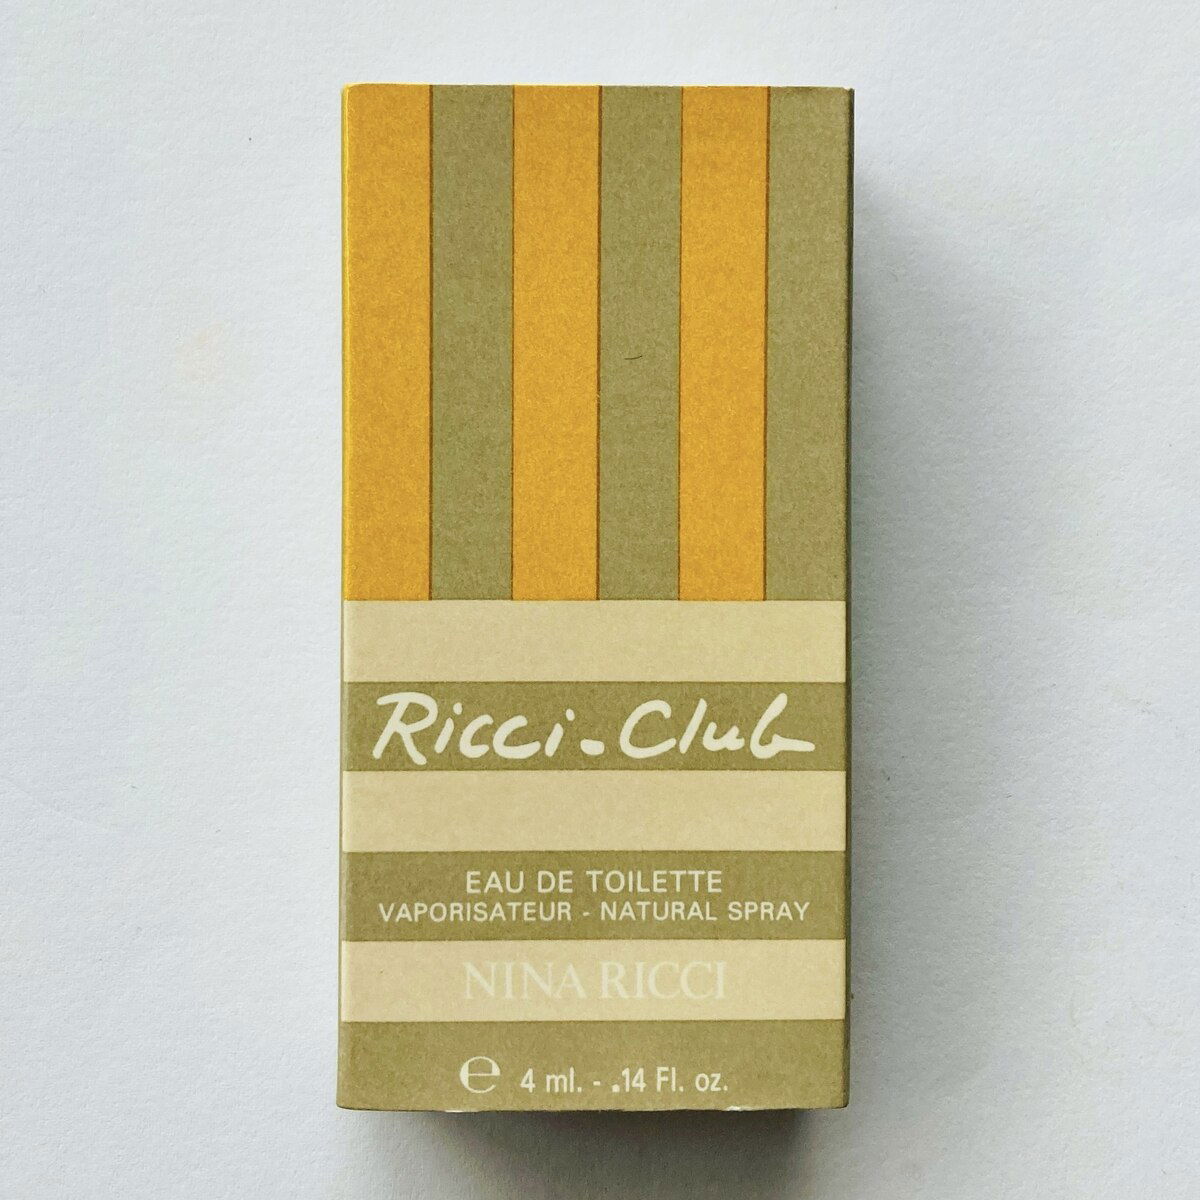 Ricci.Club
EAU DE TOILETTE
VAPORISATEUR - NATURAL SPRAY
NINA RICCI
℮ 4 ml. - .14 Fl. oz.